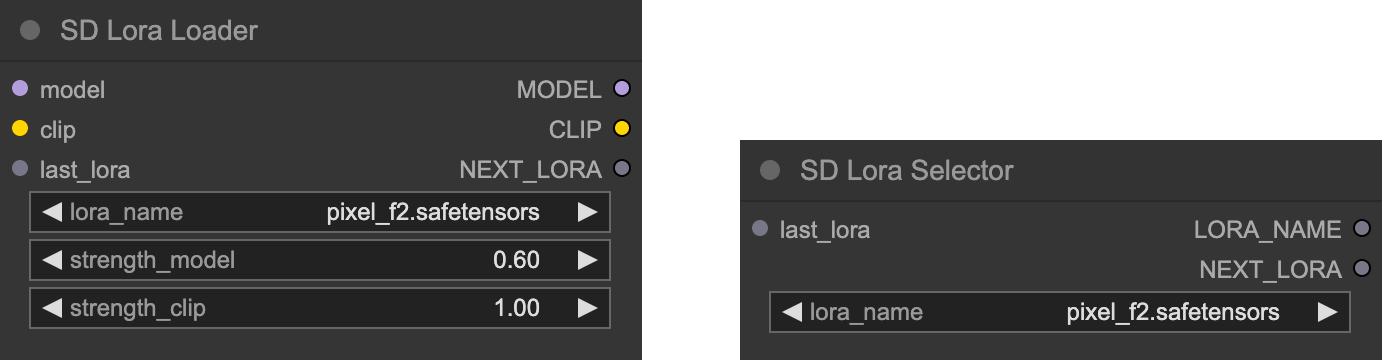 SD Lora Loader
model
MODEL
clip
CLIP
last_lora
NEXT_LORA
lora_name pixel_f2.safetensors
strength_model 0.60
strength_clip 1.00
SD Lora Selector
last_lora
LORA_NAME
NEXT_LORA
lora_name pixel_f2.safetensors